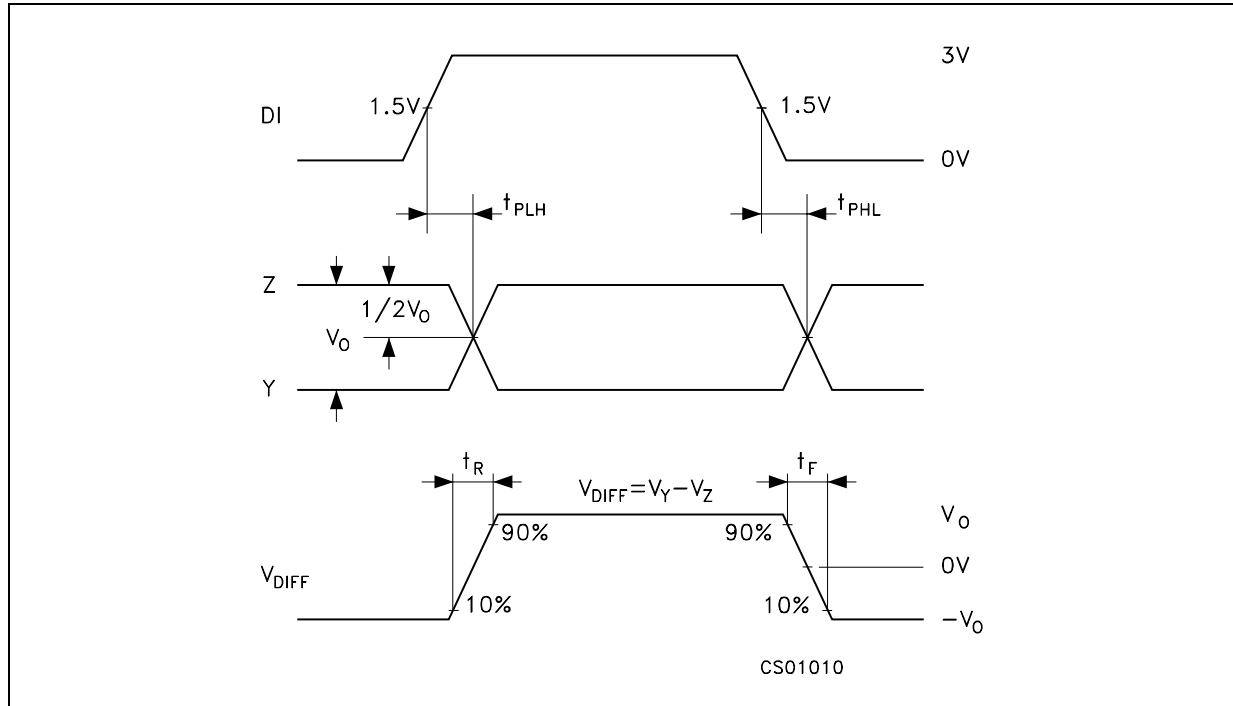 3V
1.5V
1.5V
DI
0V
tPLH
tPHL
Z
1/2VO
VO
Y
tR
tF
VDIFF=VY-VZ
VO
90%
90%
0V
VDIFF
10%
10%
-VO
CS01010